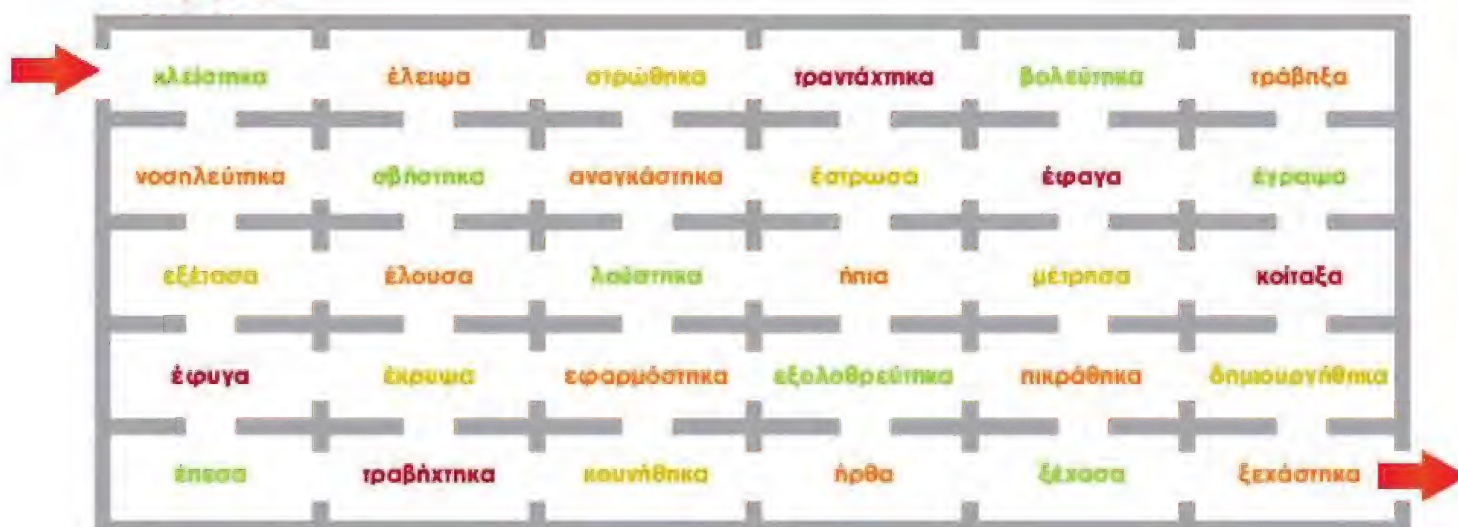 κλείστηκα έλειψα στρώθηκα τραντάχτηκα βολεύτηκα τράβηξα
νοσηλεύτηκα σβήστηκα αναγκάστηκα έστρωσα έφαγα έγραψα
εξέτασα έλουσα λούστηκα ήπια μέτρησα κοίταξα
έφυγα έκρυψα εφαρμόστηκα εξολοθρεύτηκα πικράθηκα δημιουργήθηκα
έπεσα τραβήχτηκα κουνήθηκα ήρθα ξέχασα ξεχάστηκα